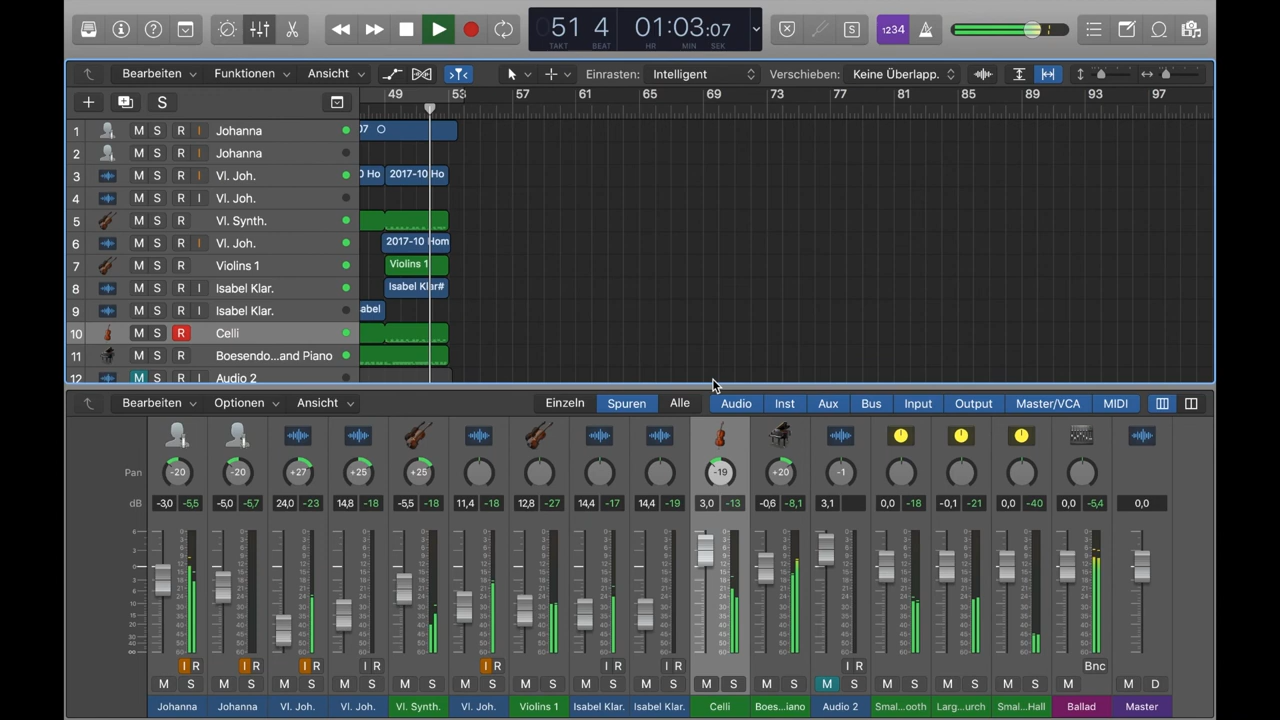 51 4 01:03:07
TAKT BEAT HR MIN SEK
S 1234
Bearbeiten Funktionen Ansicht Einrasten: Intelligent Verschieben: Keine Überlapp.
S 49 53 57 61 65 69 73 77 81 85 89 93 97
1 M S R I Johanna 07
2 M S R I Johanna
3 M S R I Vl. Joh. 0 Ho 2017-10 Ho
4 M S R I Vl. Joh.
5 M S R Vl. Synth.
6 M S R I Vl. Joh. 2017-10 Hom
7 M S R Violins 1 Violins 1
8 M S R I Isabel Klar. Isabel Klar#
9 M S R I Isabel Klar. abel
10 M S R Celli
11 M S R Boesendo...and Piano
12 M S R I Audio 2
Bearbeiten Optionen Ansicht Einzeln Spuren Alle Audio Inst Aux Bus Input Output Master/VCA MIDI
Pan -20 -20 +27 +25 +25 -19 +20 -1
dB -3,0 -5,5 -5,0 -5,7 24,0 -23 14,8 -18 -5,5 -18 11,4 -18 12,8 -27 14,4 -17 14,4 -19 3,0 -13 -0,6 -8,1 3,1 0,0 -18 -0,1 -21 0,0 -40 0,0 -5,4 0,0
I R I R I R I R I R I R I R I R Bnc
M S M S M S M S M S M S M S M S M S M S M S M S M S M S M S M M D
Johanna Johanna Vl. Joh. Vl. Joh. Vl. Synth. Vl. Joh. Violins 1 Isabel Klar. Isabel Klar. Celli Boes...iano Audio 2 Smal...ooth Larg...urch Smal...Hall Ballad Master